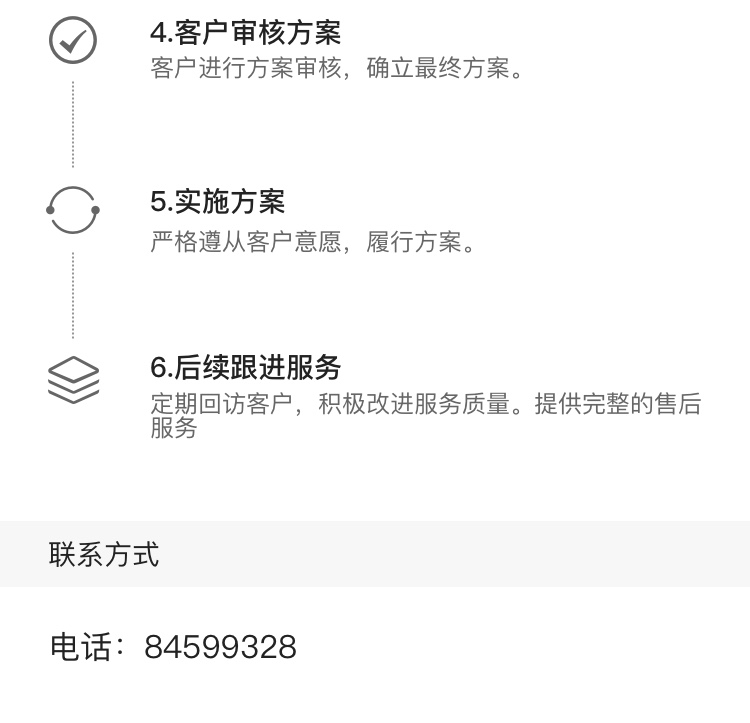 4.客户审核方案
客户进行方案审核，确立最终方案。
5.实施方案
严格遵从客户意愿，履行方案。
6.后续跟进服务
定期回访客户，积极改进服务质量。提供完整的售后
服务
联系方式
电话：84599328